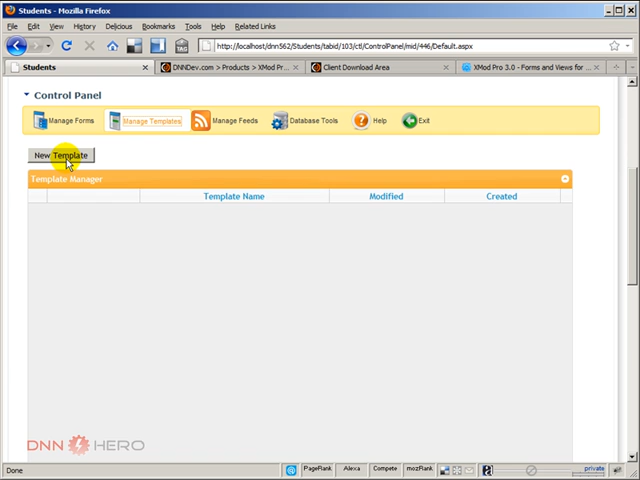 Students - Mozilla Firefox
File Edit View History Delicious Bookmarks Tools Help Related Links
http://localhost/dnn562/Students/tabid/103/ctl/ControlPanel/mid/446/Default.aspx
Students DNNDev.com > Products > XMod P... Client Download Area XMod Pro 3.0 - Forms and Views for ...
Control Panel
Manage Forms Manage Templates Manage Feeds Database Tools Help Exit
New Template
Template Manager
Template Name Modified Created
DNN HERO
Done PageRank Alexa Compete mozRank private